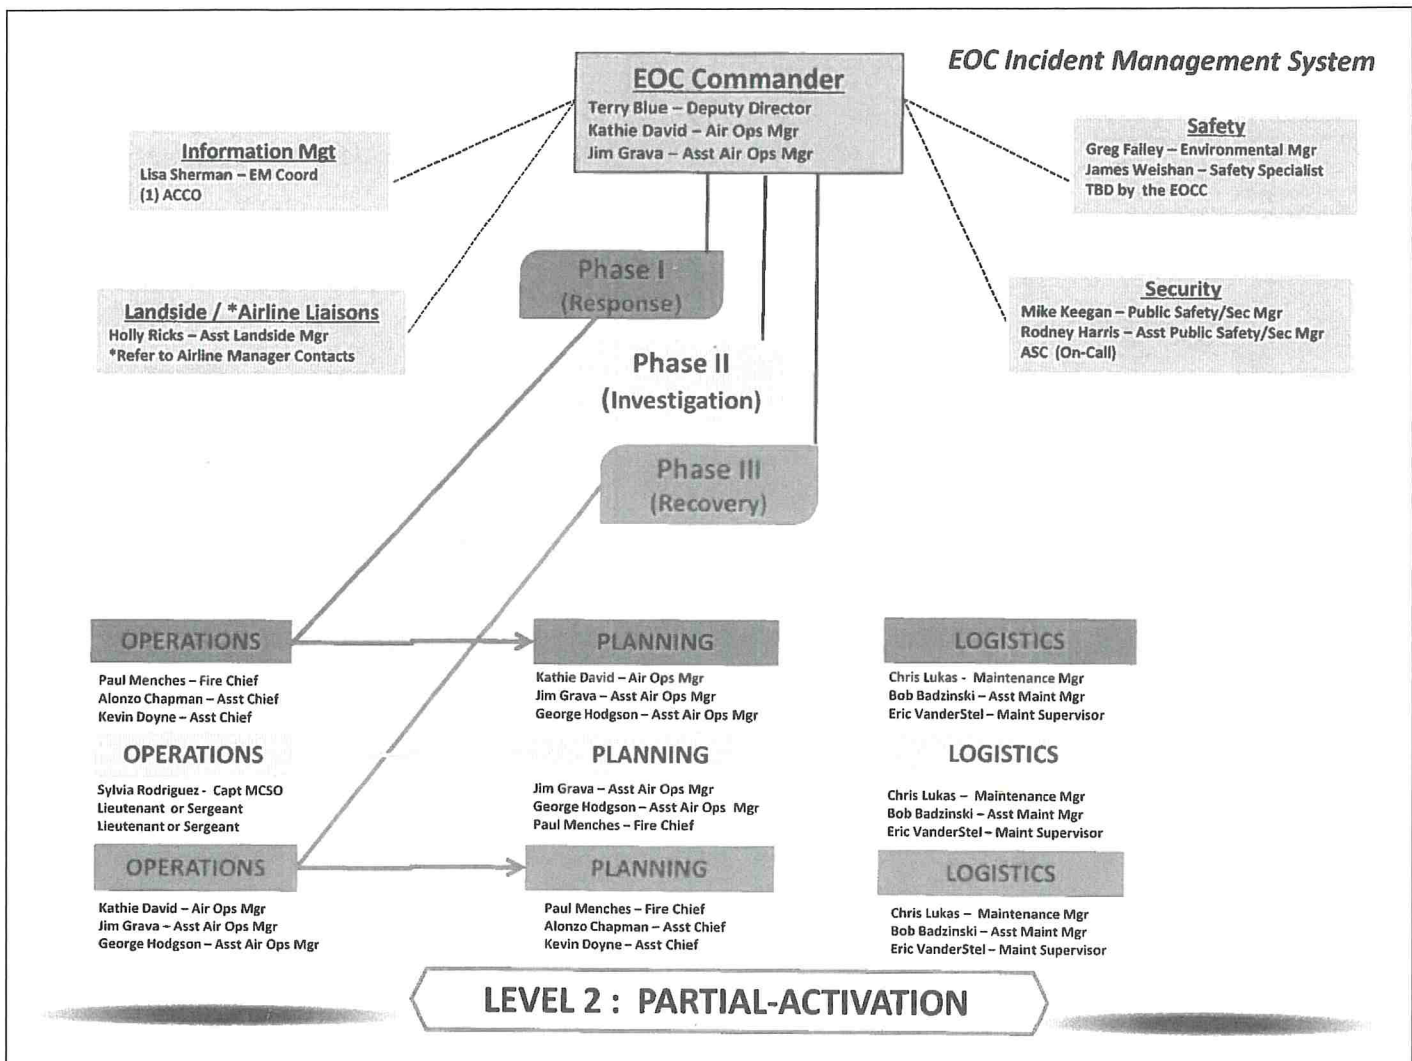 EOC Incident Management System
EOC Commander
Terry Blue – Deputy Director
Kathie David – Air Ops Mgr
Jim Grava – Asst Air Ops Mgr
Information Mgt
Lisa Sherman – EM Coord
(1) ACCO
Safety
Greg Failey – Environmental Mgr
James Weishan – Safety Specialist
TBD by the EOCC
Landside / *Airline Liaisons
Holly Ricks – Asst Landside Mgr
*Refer to Airline Manager Contacts
Security
Mike Keegan – Public Safety/Sec Mgr
Rodney Harris – Asst Public Safety/Sec Mgr
ASC (On-Call)
Phase I
(Response)
Phase II
(Investigation)
Phase III
(Recovery)
OPERATIONS
Paul Menches – Fire Chief
Alonzo Chapman – Asst Chief
Kevin Doyne – Asst Chief
PLANNING
Kathie David – Air Ops Mgr
Jim Grava – Asst Air Ops Mgr
George Hodgson – Asst Air Ops Mgr
LOGISTICS
Chris Lukas - Maintenance Mgr
Bob Badzinski – Asst Maint Mgr
Eric VanderStel – Maint Supervisor
OPERATIONS
Sylvia Rodriguez - Capt MCSO
Lieutenant or Sergeant
Lieutenant or Sergeant
PLANNING
Jim Grava – Asst Air Ops Mgr
George Hodgson – Asst Air Ops Mgr
Paul Menches – Fire Chief
LOGISTICS
Chris Lukas – Maintenance Mgr
Bob Badzinski – Asst Maint Mgr
Eric VanderStel – Maint Supervisor
OPERATIONS
Kathie David – Air Ops Mgr
Jim Grava – Asst Air Ops Mgr
George Hodgson – Asst Air Ops Mgr
PLANNING
Paul Menches – Fire Chief
Alonzo Chapman – Asst Chief
Kevin Doyne – Asst Chief
LOGISTICS
Chris Lukas – Maintenance Mgr
Bob Badzinski – Asst Maint Mgr
Eric VanderStel – Maint Supervisor
LEVEL 2 : PARTIAL-ACTIVATION